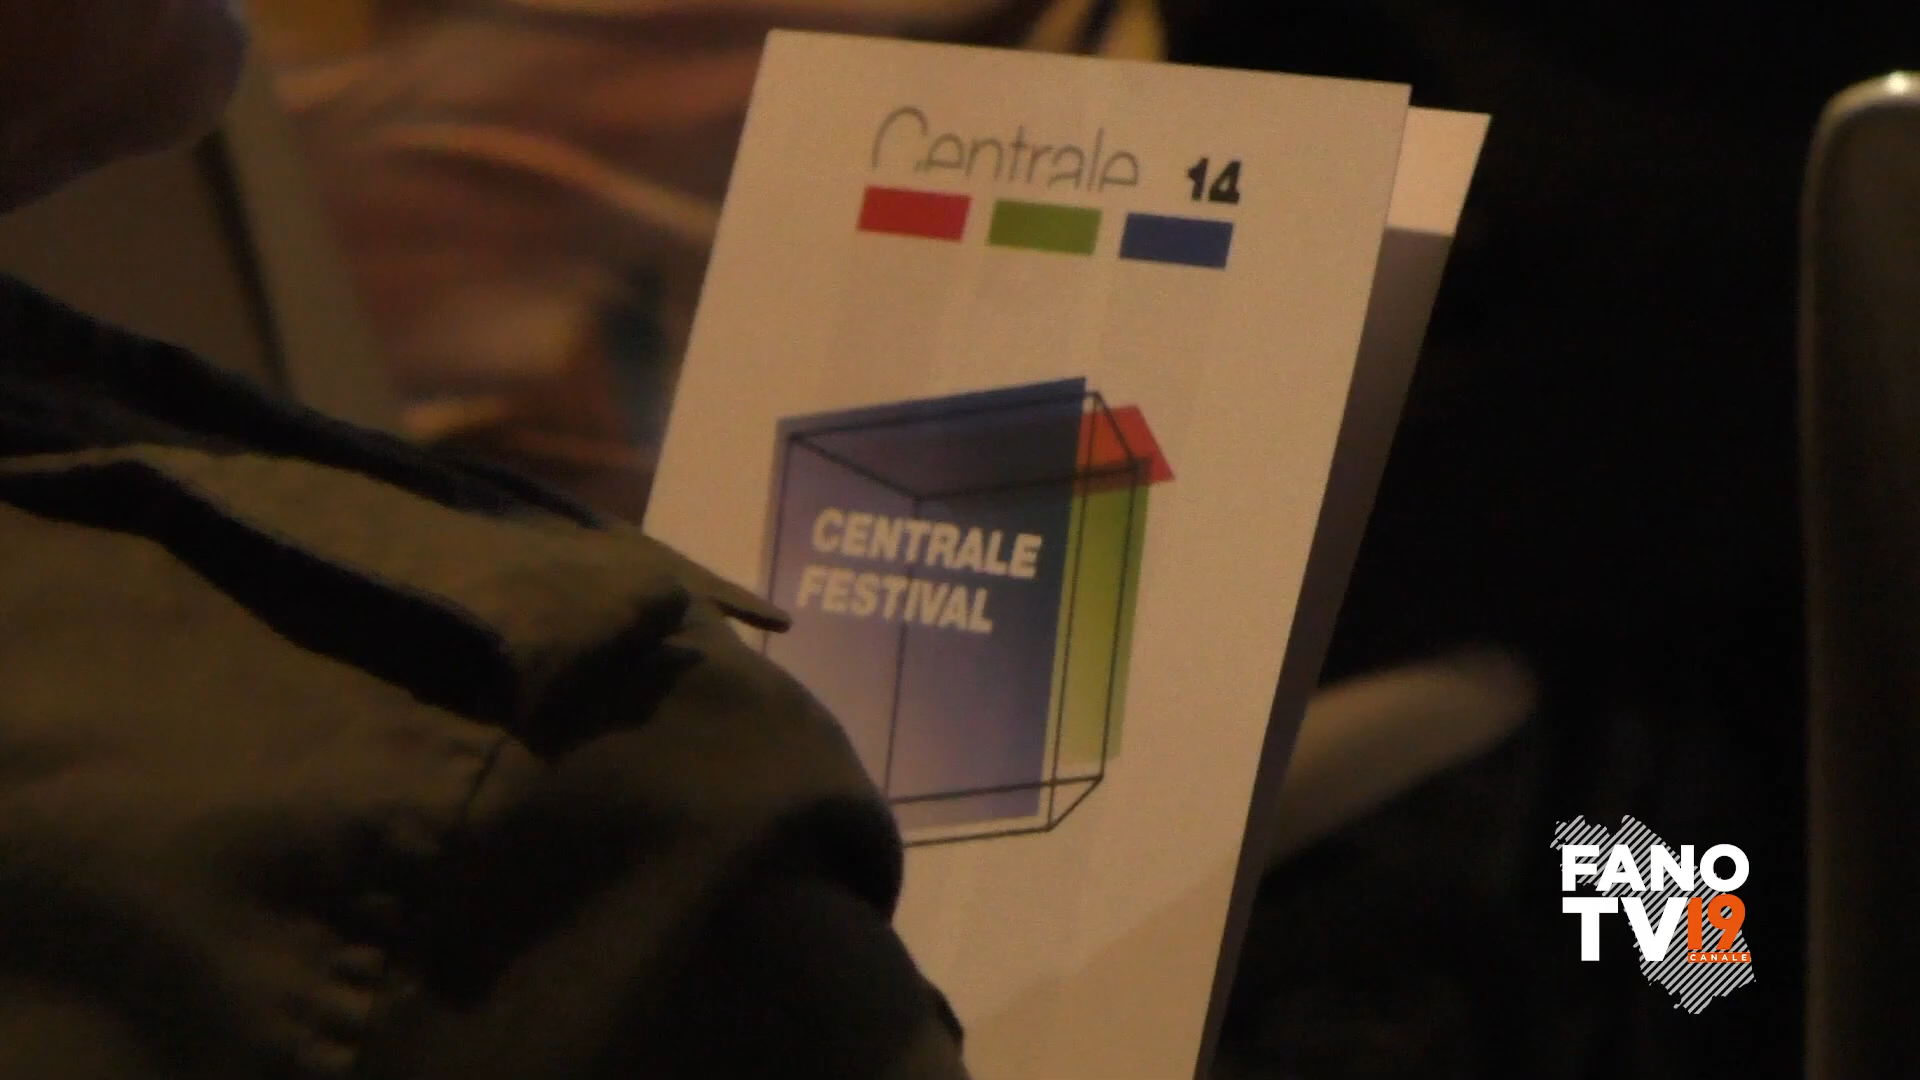 Centrale 14
CENTRALE
FESTIVAL
FANO
TV19
CANALE